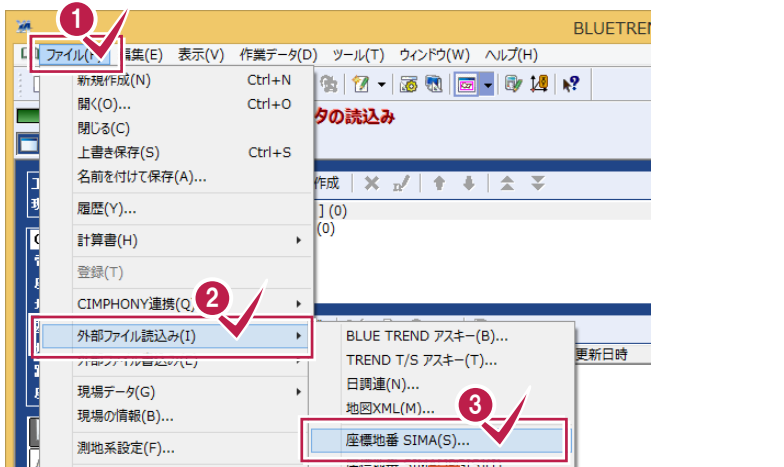 1
BLUETREN
ファイル(F) 編集(E) 表示(V) 作業データ(D) ツール(T) ウィンドウ(W) ヘルプ(H)
新規作成(N) Ctrl+N
開く(O)... Ctrl+O
タの読込み
閉じる(C)
上書き保存(S) Ctrl+S
名前を付けて保存(A)...
作成
履歴(Y)...
] (0)
(0)
計算書(H)
登録(T)
2
CIMPHONY連携(Q)
外部ファイル読込み(I)
BLUE TREND アスキー(B)...
更新日時
TREND T/S アスキー(T)...
現場データ(G)
日調連(N)...
現場の情報(B)...
地図XML(M)...
3
測地系設定(F)...
座標地番 SIMA(S)...